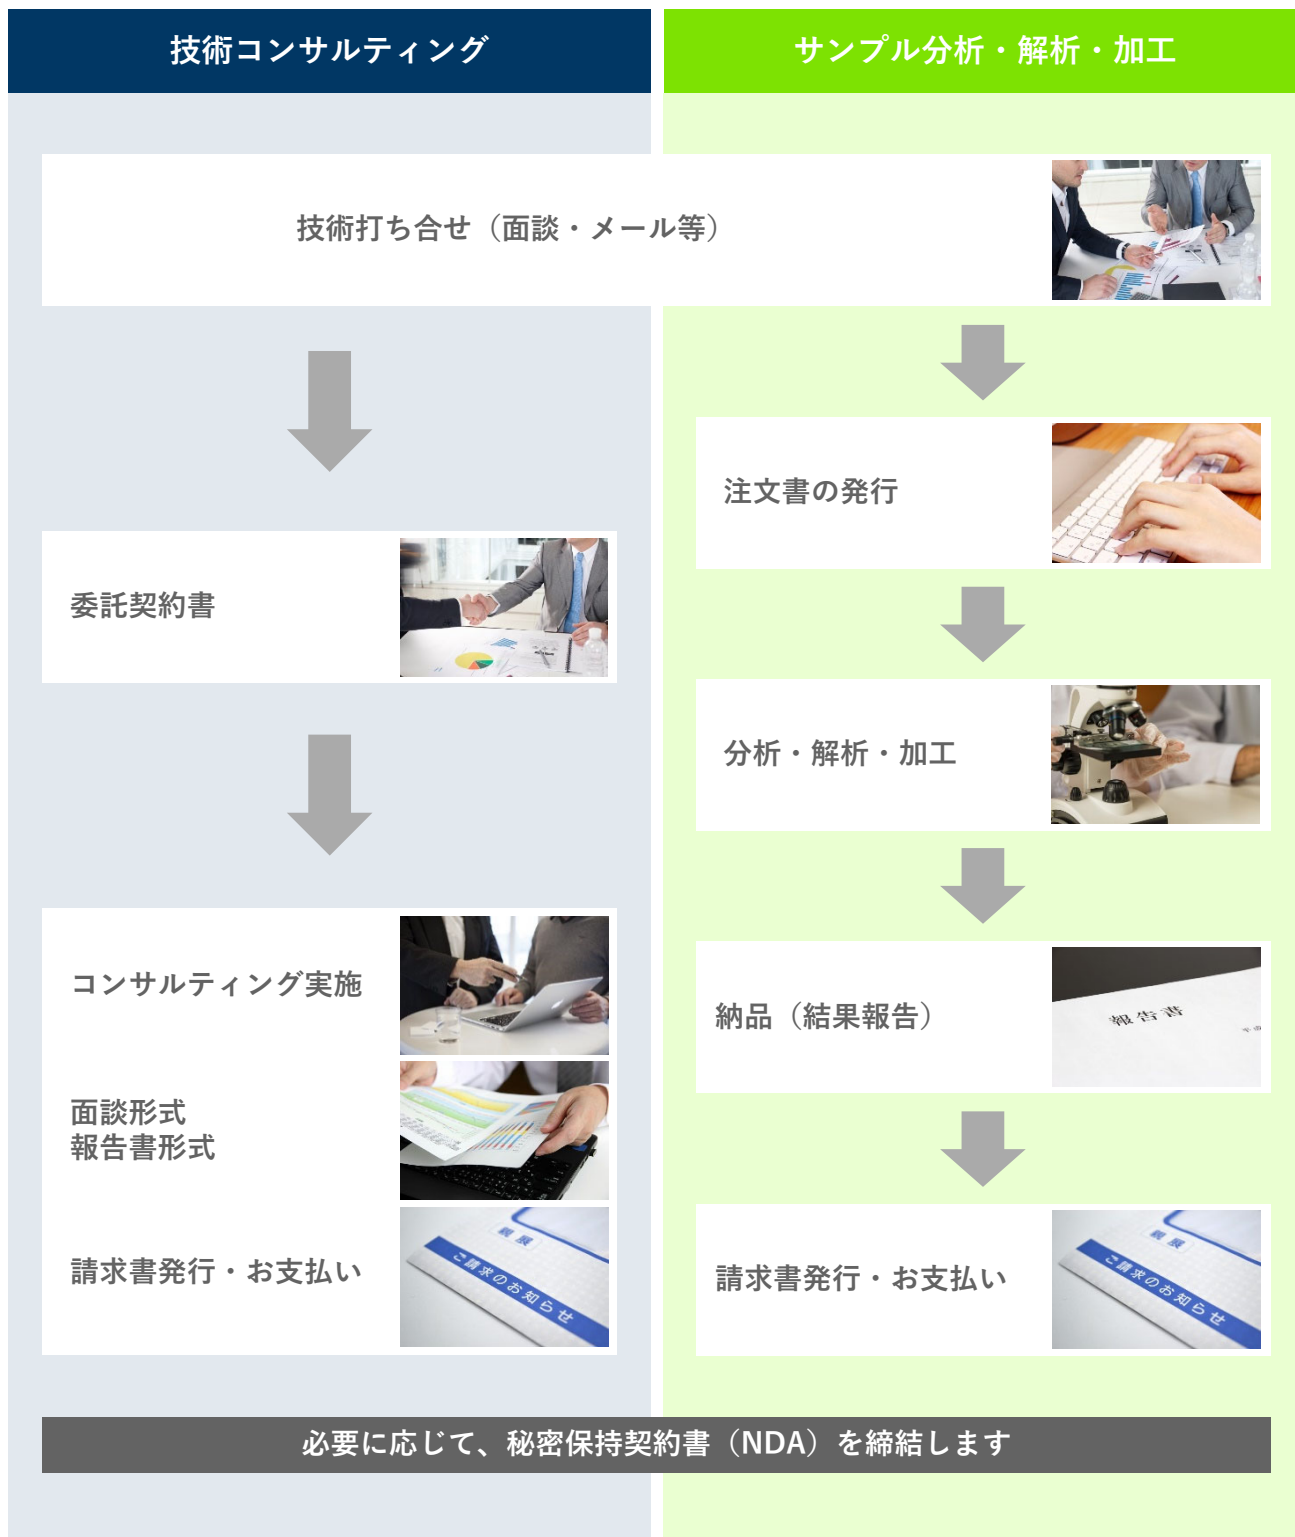 技術コンサルティング
サンプル分析・解析・加工
技術打ち合せ（面談・メール等）
委託契約書
コンサルティング実施
面談形式
報告書形式
請求書発行・お支払い
親展
ご請求のお知らせ
注文書の発行
分析・解析・加工
納品（結果報告）
報告書
請求書発行・お支払い
親展
ご請求のお知らせ
必要に応じて、秘密保持契約書（NDA）を締結します